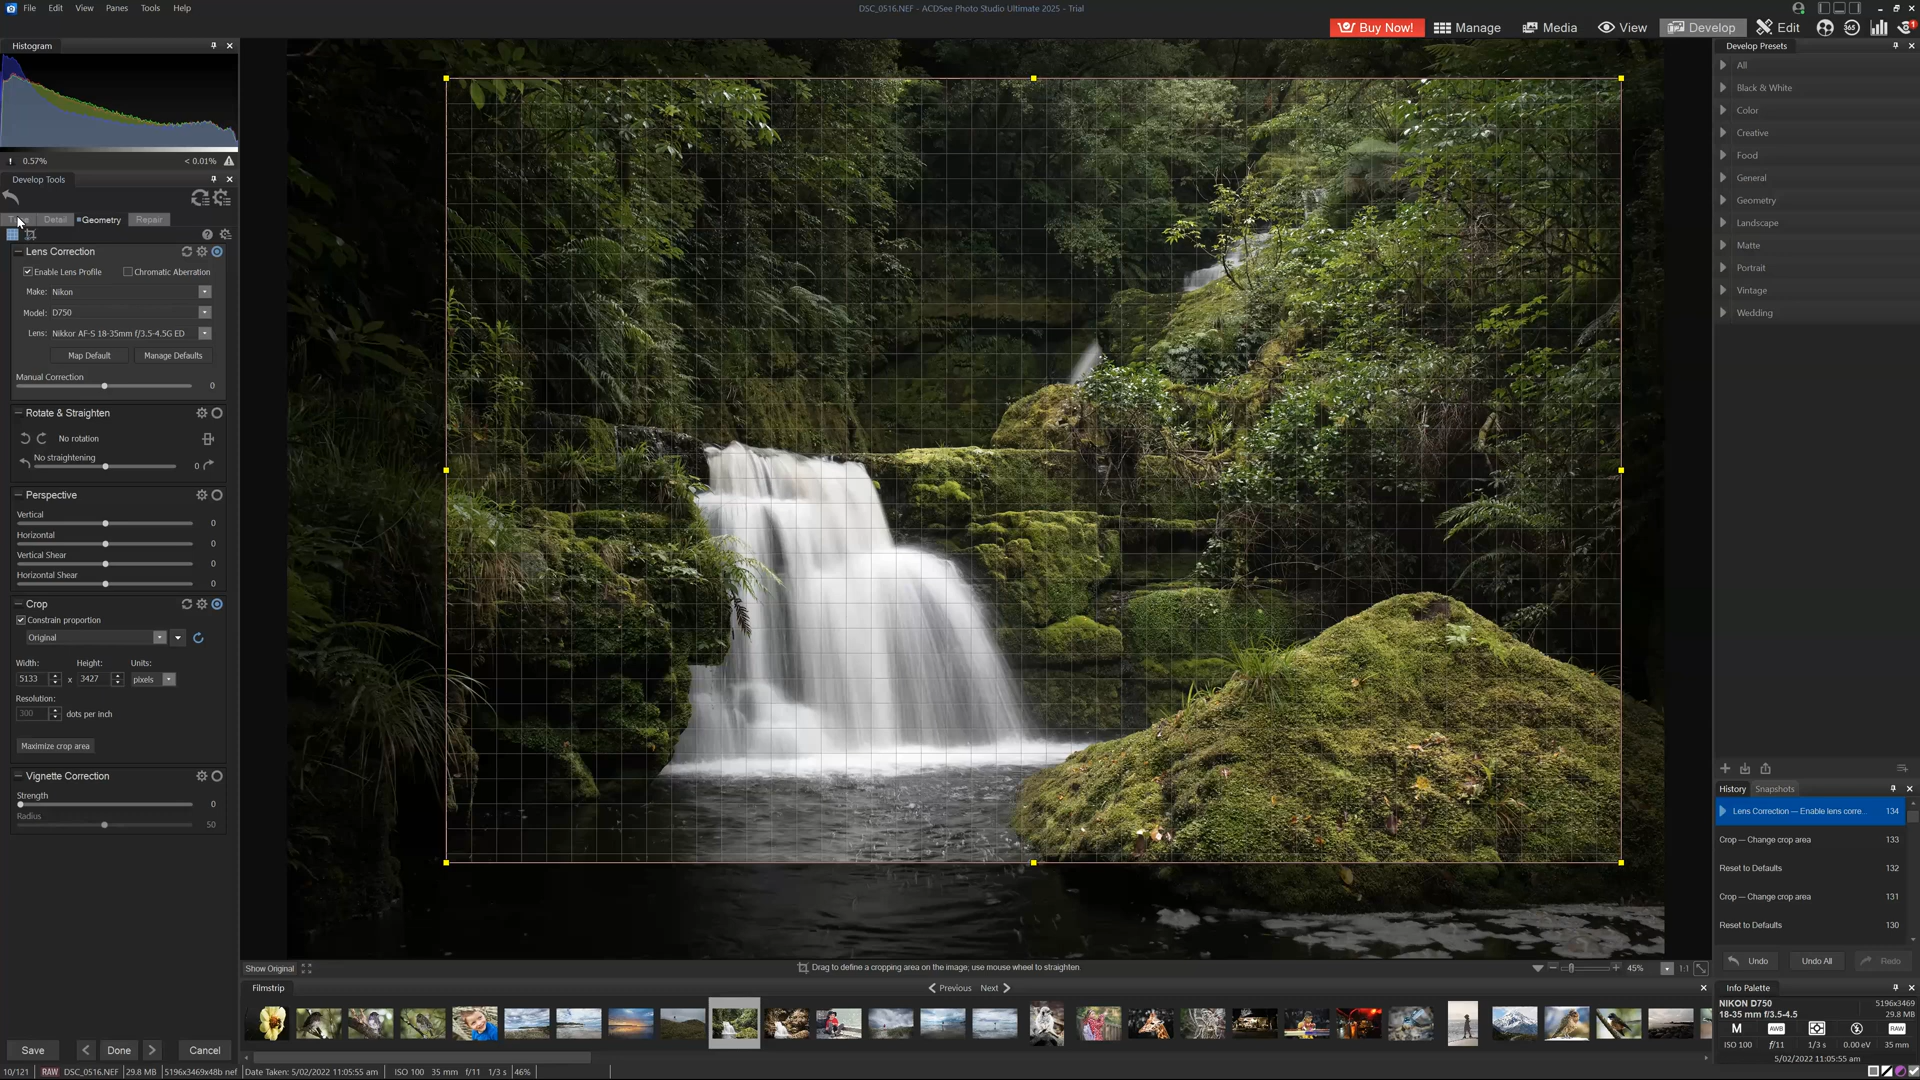 File Edit View Panes Tools Help
DSC_0516.NEF - ACDSee Photo Studio Ultimate 2025 - Trial
Buy Now! Manage Media View Develop Edit 365
Histogram
0.57% < 0.01%
Develop Tools
Detail Geometry Repair
Lens Correction
Enable Lens Profile Chromatic Aberration
Make: Nikon
Model: D750
Lens: Nikkor AF-S 18-35mm f/3.5-4.5G ED
Map Default Manage Defaults
Manual Correction
0
Rotate & Straighten
No rotation
No straightening
0
Perspective
Vertical
0
Horizontal
0
Vertical Shear
0
Horizontal Shear
0
Crop
Constrain proportion
Original
Width: Height: Units:
5133 x 3427 pixels
Resolution:
300 dots per inch
Maximize crop area
Vignette Correction
Strength
0
Radius
50
Save Done Cancel
Show Original
Drag to define a cropping area on the image; use mouse wheel to straighten.
45% 1:1
Filmstrip
Previous Next
10/121 RAW DSC_0516.NEF 29.8 MB 5196x3469x48b nef Date Taken: 5/02/2022 11:05:55 am ISO 100 35 mm f/11 1/3 s 46%
Develop Presets
All
Black & White
Color
Creative
Food
General
Geometry
Landscape
Matte
Portrait
Vintage
Wedding
History Snapshots
Lens Correction — Enable lens corre... 134
Crop — Change crop area 133
Reset to Defaults 132
Crop — Change crop area 131
Reset to Defaults 130
Undo Undo All Redo
Info Palette
NIKON D750 5196x3469
18-35 mm f/3.5-4.5 29.8 MB
M AWB RAW
ISO 100 f/11 1/3 s 0.00 eV 35 mm
5/02/2022 11:05:55 am